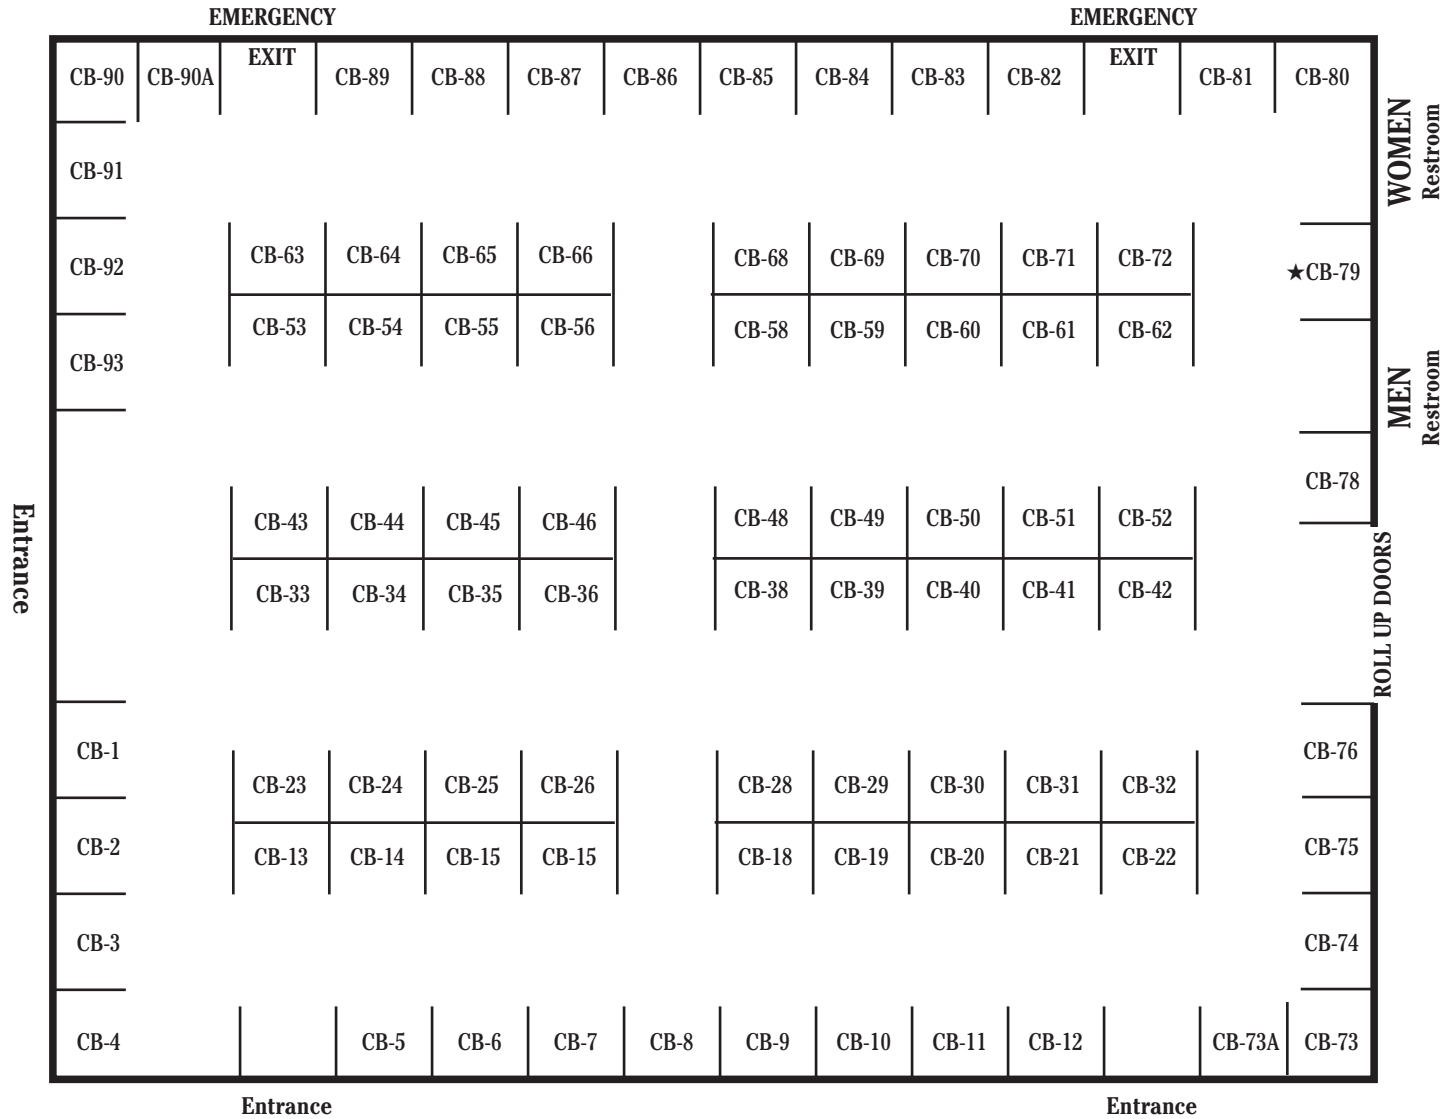 EMERGENCY EMERGENCY
CB-90 CB-90A EXIT CB-89 CB-88 CB-87 CB-86 CB-85 CB-84 CB-83 CB-82 EXIT CB-81 CB-80
WOMEN
Restroom
CB-91
CB-92 CB-63 CB-64 CB-65 CB-66 CB-68 CB-69 CB-70 CB-71 CB-72 ★CB-79
CB-53 CB-54 CB-55 CB-56 CB-58 CB-59 CB-60 CB-61 CB-62
CB-93
MEN
Restroom
CB-78
Entrance
CB-43 CB-44 CB-45 CB-46 CB-48 CB-49 CB-50 CB-51 CB-52
CB-33 CB-34 CB-35 CB-36 CB-38 CB-39 CB-40 CB-41 CB-42
ROLL UP DOORS
CB-1 CB-76
CB-23 CB-24 CB-25 CB-26 CB-28 CB-29 CB-30 CB-31 CB-32
CB-2 CB-13 CB-14 CB-15 CB-15 CB-18 CB-19 CB-20 CB-21 CB-22 CB-75
CB-3 CB-74
CB-4 CB-5 CB-6 CB-7 CB-8 CB-9 CB-10 CB-11 CB-12 CB-73A CB-73
Entrance Entrance